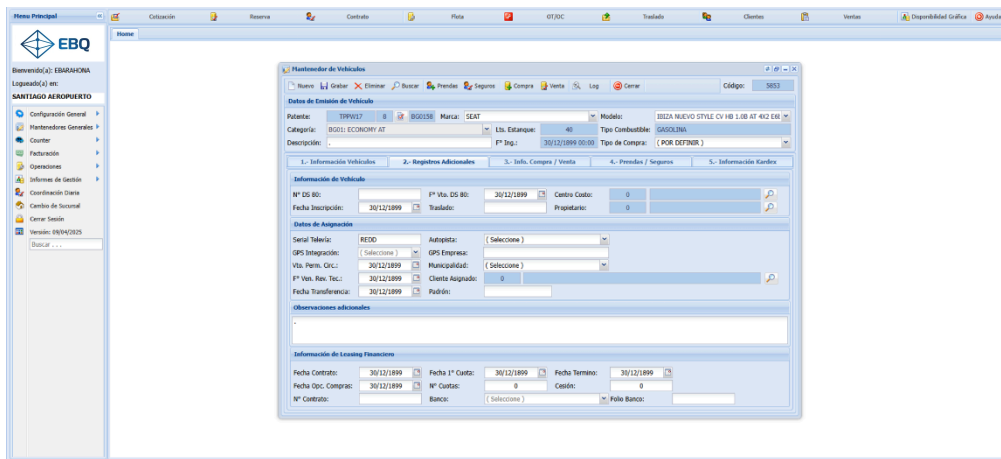 Menu Principal
Cotización Reserva Contrato Flota OT/OC Traslado Clientes Ventas Disponibilidad Gráfica Ayuda
Home
EBQ
Bienvenido(a): EBARAHONA
Logueado(a) en:
SANTIAGO AEROPUERTO
Configuración General
Mantenedores Generales
Counter
Facturación
Operaciones
Informes de Gestión
Coordinación Diaria
Cambio de Sucursal
Cerrar Sesión
Versión: 09/04/2025
Buscar . . .
Mantenedor de Vehículos
Nuevo Grabar Eliminar Buscar Prendas Seguros Compra Venta Log Cerrar Código: 5853
Datos de Emisión de Vehículo
Patente: TPPW17 8 BG015B Marca: SEAT Modelo: IBIZA NUEVO STYLE CV HB 1.0B AT 4X2 E6B
Categoría: BG01: ECONOMY AT Lts. Estanque: 40 Tipo Combustible: GASOLINA
Descripción: . F° Ing.: 30/12/1899 00:00 Tipo de Compra: ( POR DEFINIR )
1.- Información Vehículos 2.- Registros Adicionales 3.- Info. Compra / Venta 4.- Prendas / Seguros 5.- Información Kardex
Información de Vehículo
N° DS 80: F° Vto. DS 80: 30/12/1899 Centro Costo: 0
Fecha Inscripción: 30/12/1899 Traslado: Propietario: 0
Datos de Asignación
Serial Televía: REDD Autopista: ( Seleccione )
GPS Integración: ( Seleccione ) GPS Empresa:
Vto. Perm. Circ.: 30/12/1899 Municipalidad: ( Seleccione )
F° Ven. Rev. Tec.: 30/12/1899 Cliente Asignado: 0
Fecha Transferencia: 30/12/1899 Padrón:
Observaciones adicionales
.
Información de Leasing Financiero
Fecha Contrato: 30/12/1899 Fecha 1° Cuota: 30/12/1899 Fecha Termino: 30/12/1899
Fecha Opc. Compras: 30/12/1899 N° Cuotas: 0 Cesión: 0
N° Contrato: Banco: ( Seleccione ) Folio Banco: